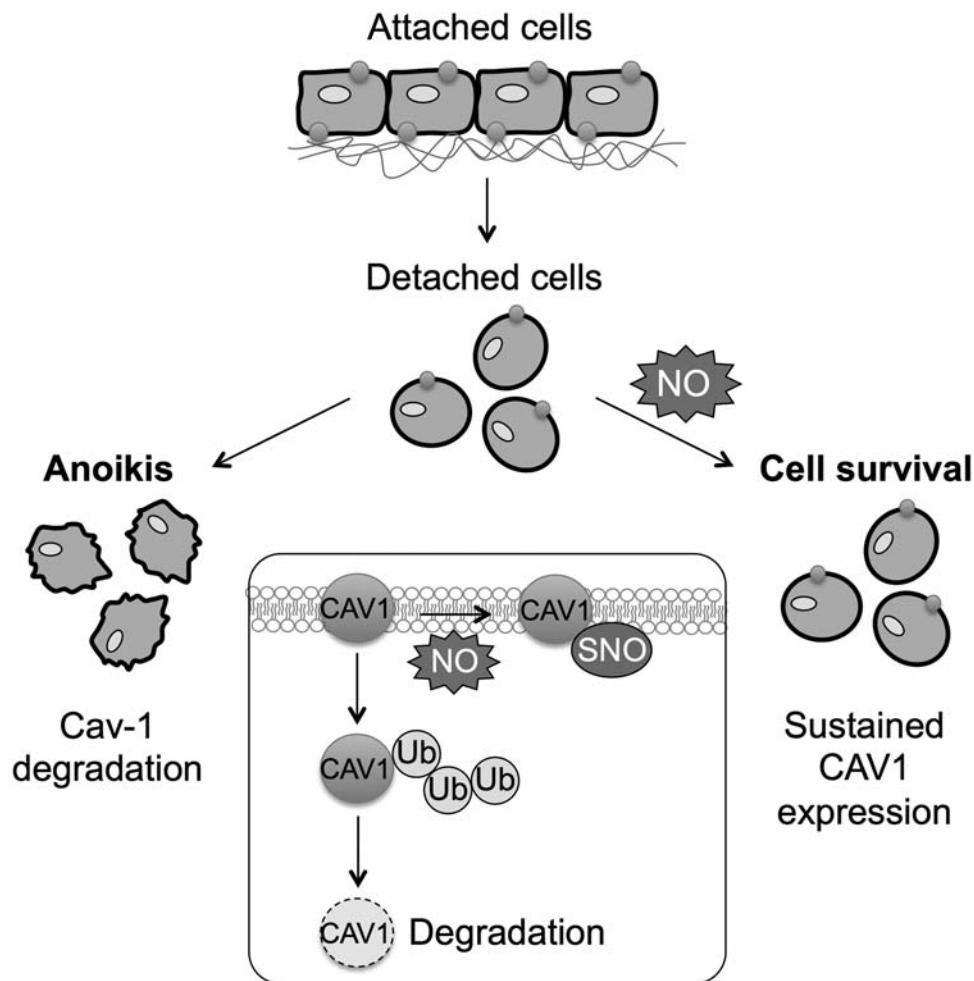 Attached cells
Detached cells
NO
Anoikis
Cell survival
CAV1
CAV1
NO
SNO
Cav-1
degradation
Sustained
CAV1
expression
CAV1
Ub
Ub
Ub
CAV1
Degradation